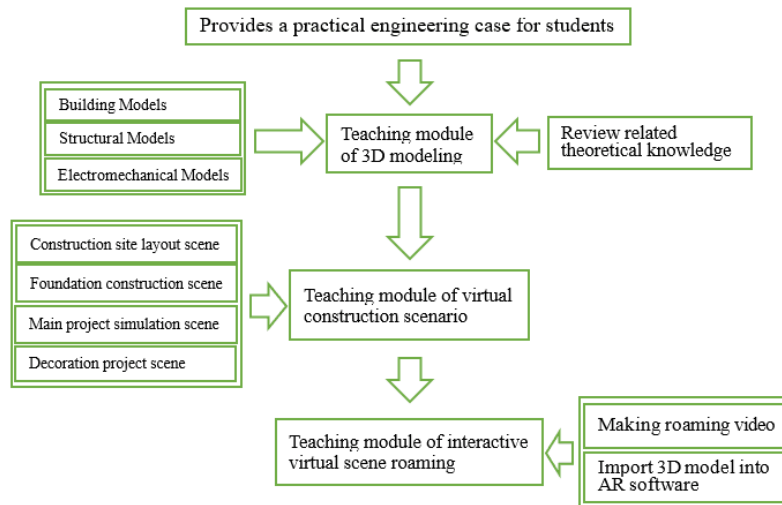 Provides a practical engineering case for students
Building Models
Structural Models
Electromechanical Models
Teaching module
of 3D modeling
Review related
theoretical knowledge
Construction site layout scene
Foundation construction scene
Main project simulation scene
Decoration project scene
Teaching module of virtual
construction scenario
Teaching module of interactive
virtual scene roaming
Making roaming video
Import 3D model into
AR software